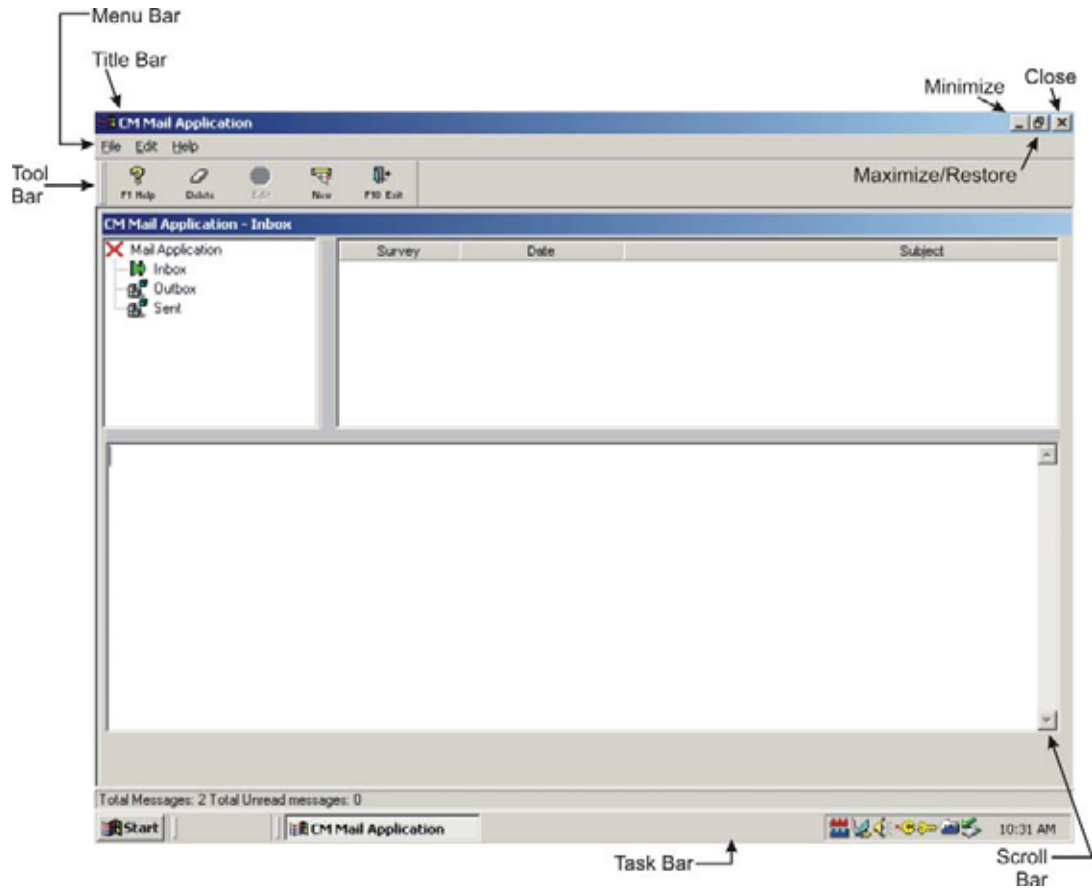 Menu Bar
Title Bar
Minimize
Close
CM Mail Application
File Edit Help
Tool
Bar
Maximize/Restore
F1 Help Delete Edit New F10 Exit
CM Mail Application - Inbox
Mail Application
Inbox
Outbox
Sent
Survey Date Subject
Total Messages: 2 Total Unread messages: 0
Start
CM Mail Application
10:31 AM
Task Bar
Scroll
Bar